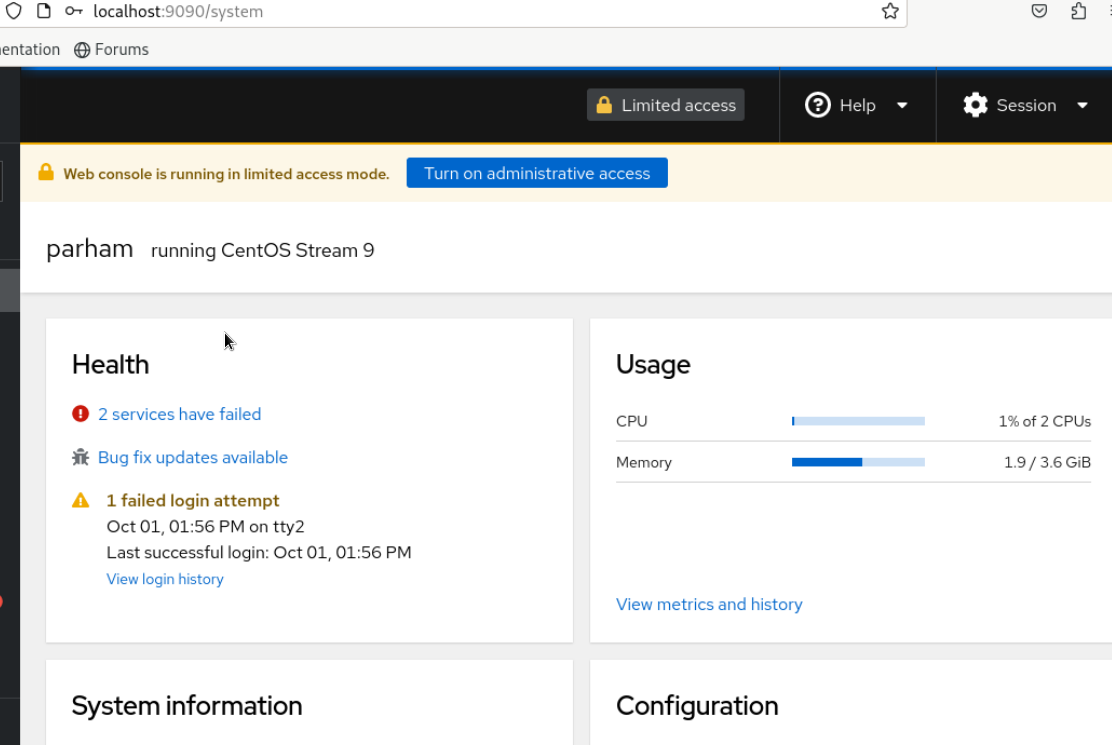 localhost:9090/system
entation Forums
Limited access Help Session
Web console is running in limited access mode. Turn on administrative access
parham running CentOS Stream 9
Health
2 services have failed
Bug fix updates available
1 failed login attempt
Oct 01, 01:56 PM on tty2
Last successful login: Oct 01, 01:56 PM
View login history
Usage
CPU 1% of 2 CPUs
Memory 1.9 / 3.6 GiB
View metrics and history
System information
Configuration